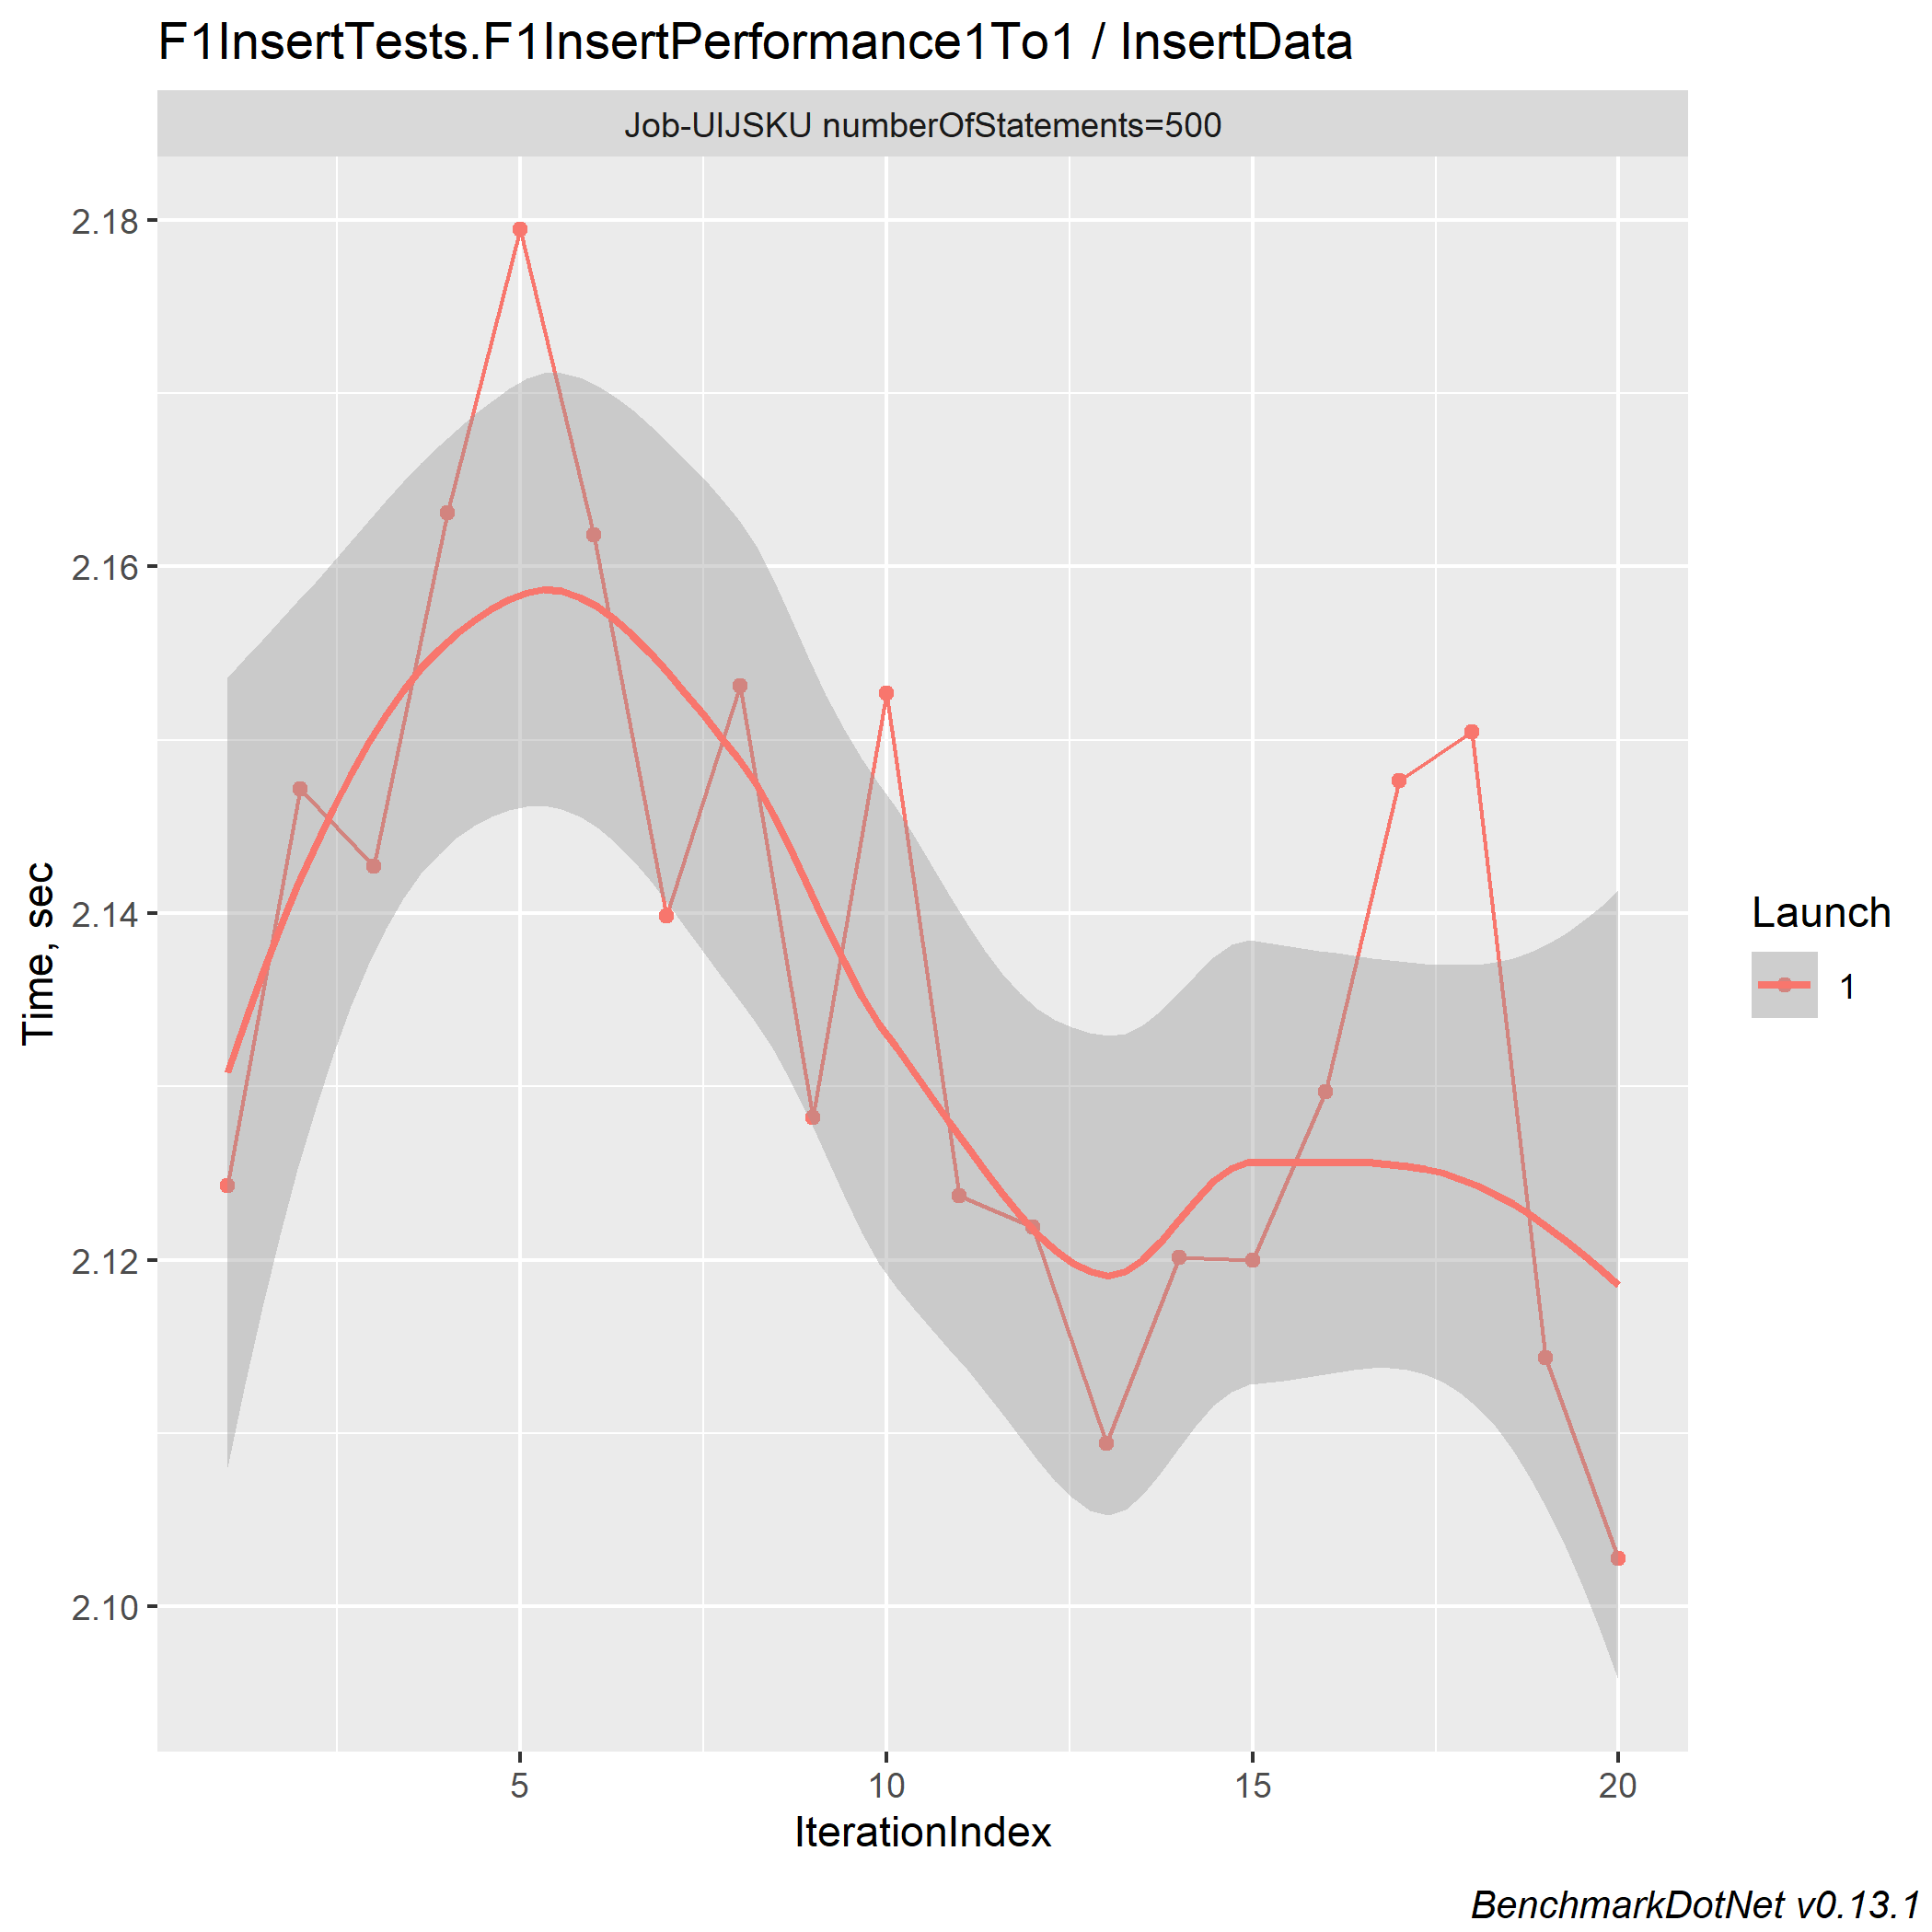 F1InsertTests.F1InsertPerformance1To1 / InsertData
Job-UIJSKU numberOfStatements=500
2.18
2.16
2.14
2.12
2.10
Time, sec
5 10 15 20
IterationIndex
Launch
1
BenchmarkDotNet v0.13.1